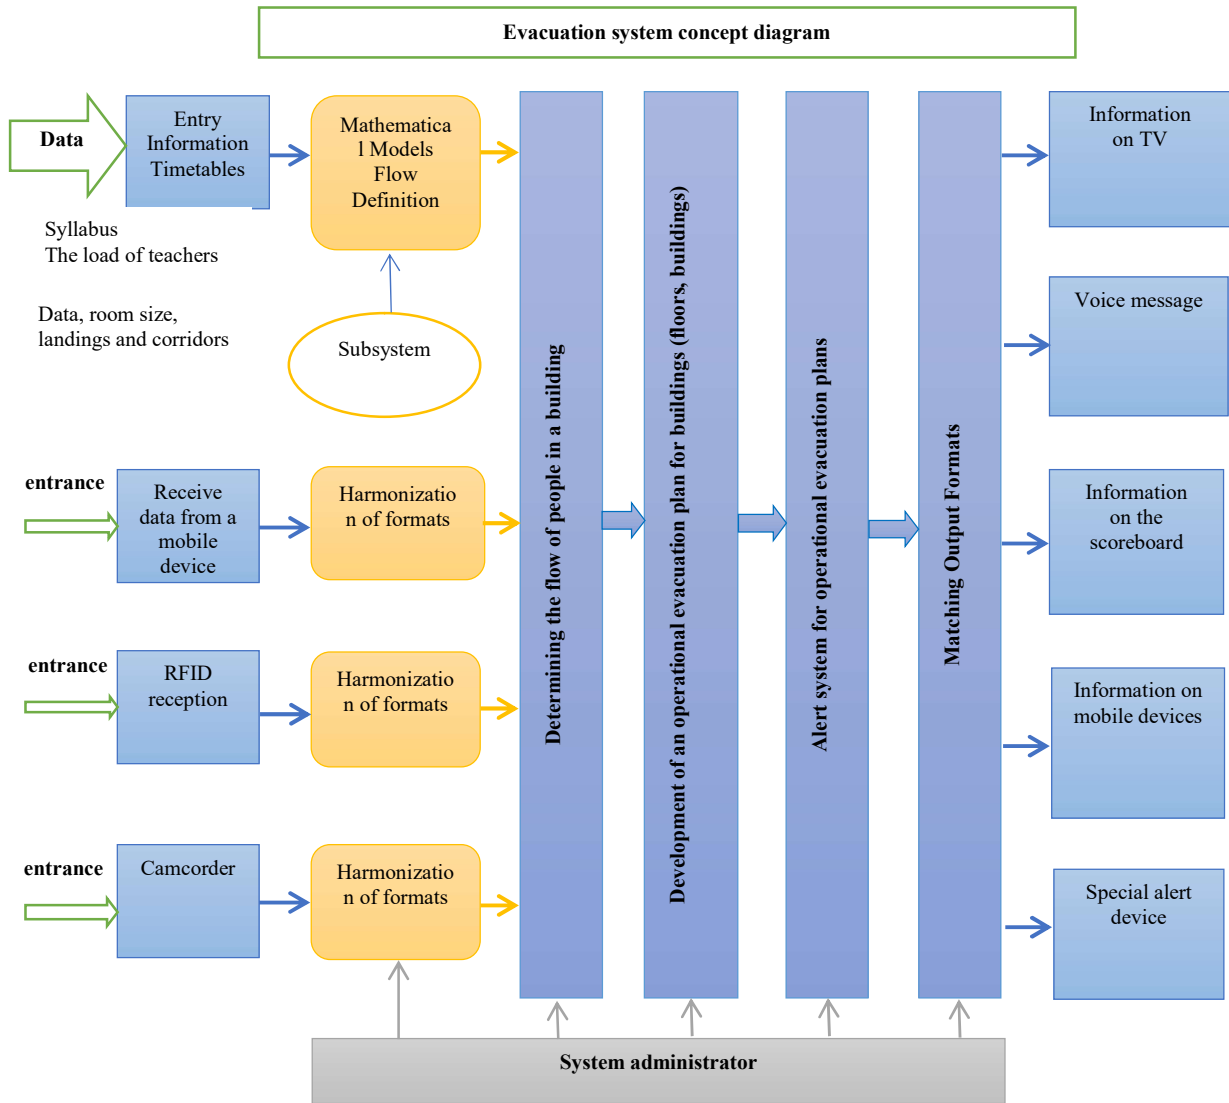 Evacuation system concept diagram
Data
Entry
Information
Timetables
Mathematica
l Models
Flow
Definition
Syllabus
The load of teachers
Data, room size,
landings and corridors
Subsystem
entrance
Receive
data from a
mobile
device
Harmonizatio
n of formats
entrance
RFID
reception
Harmonizatio
n of formats
entrance
Camcorder
Harmonizatio
n of formats
Determining the flow of people in a building
Development of an operational evacuation plan for buildings (floors, buildings)
Alert system for operational evacuation plans
Matching Output Formats
Information
on TV
Voice message
Information
on the
scoreboard
Information on
mobile devices
Special alert
device
System administrator